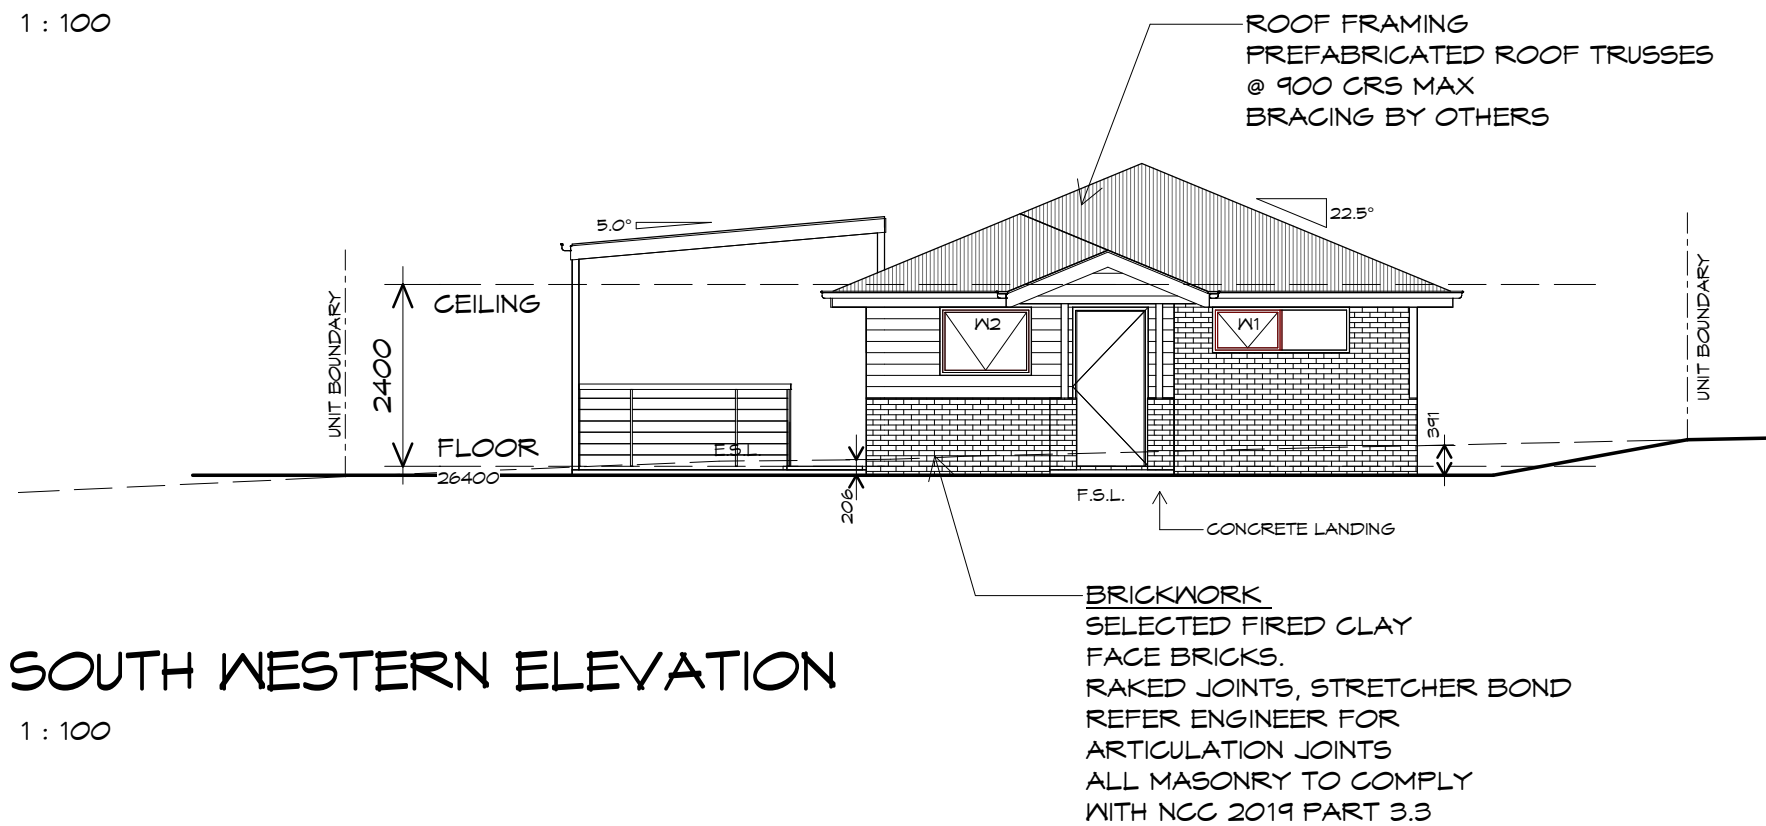 1 : 100
ROOF FRAMING
PREFABRICATED ROOF TRUSSES
@ 900 CRS MAX
BRACING BY OTHERS
5.0°
22.5°
UNIT BOUNDARY
2400
CEILING
W2
W1
UNIT BOUNDARY
FLOOR
26400
E.S.L.
391
206
F.S.L.
CONCRETE LANDING
BRICKWORK
SELECTED FIRED CLAY
FACE BRICKS.
RAKED JOINTS, STRETCHER BOND
REFER ENGINEER FOR
ARTICULATION JOINTS
ALL MASONRY TO COMPLY
WITH NCC 2019 PART 3.3
SOUTH WESTERN ELEVATION
1 : 100